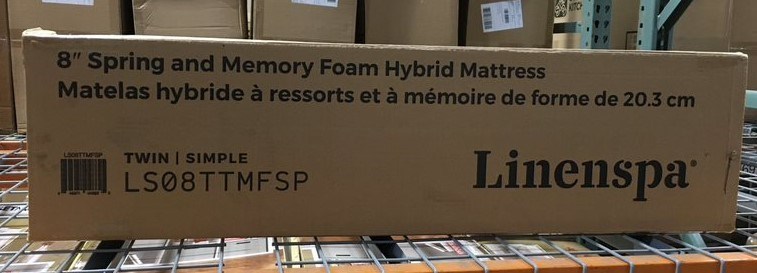 8" Spring and Memory Foam Hybrid Mattress
Matelas hybride à ressorts et à mémoire de forme de 20.3 cm
LS08TTMFSP
TWIN | SIMPLE
LS08TTMFSP
Linenspa®